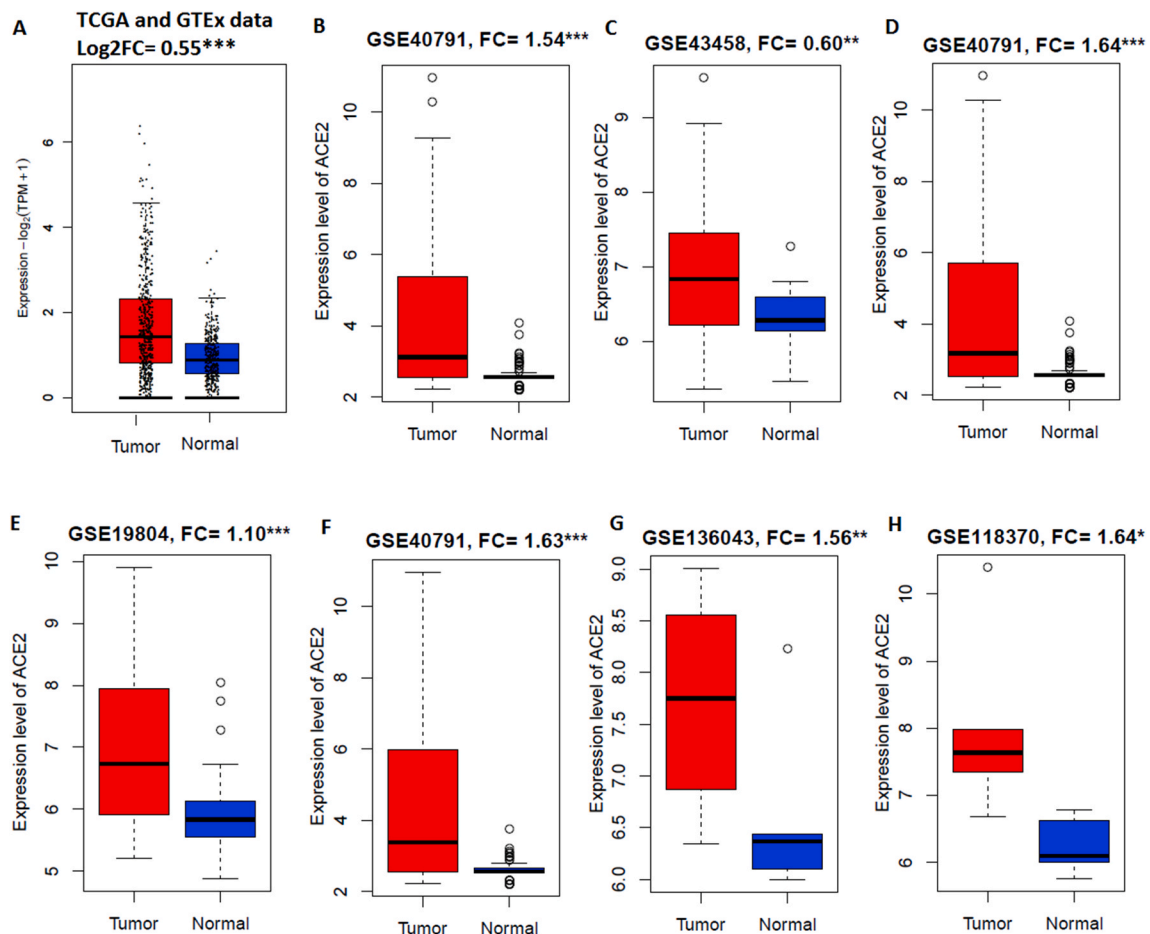 A
TCGA and GTEx data
Log2FC= 0.55***
Expression – log₂(TPM + 1)
6
4
2
0
Tumor
Normal
B
GSE40791, FC= 1.54***
Expression level of ACE2
10
8
6
4
2
Tumor
Normal
C
GSE43458, FC= 0.60**
Expression level of ACE2
9
8
7
6
Tumor
Normal
D
GSE40791, FC= 1.64***
Expression level of ACE2
10
8
6
4
2
Tumor
Normal
E
GSE19804, FC= 1.10***
Expression level of ACE2
10
9
8
7
6
5
Tumor
Normal
F
GSE40791, FC= 1.63***
Expression level of ACE2
10
8
6
4
2
Tumor
Normal
G
GSE136043, FC= 1.56**
Expression level of ACE2
9.0
8.5
8.0
7.5
7.0
6.5
6.0
Tumor
Normal
H
GSE118370, FC= 1.64*
Expression level of ACE2
10
9
8
7
6
Tumor
Normal